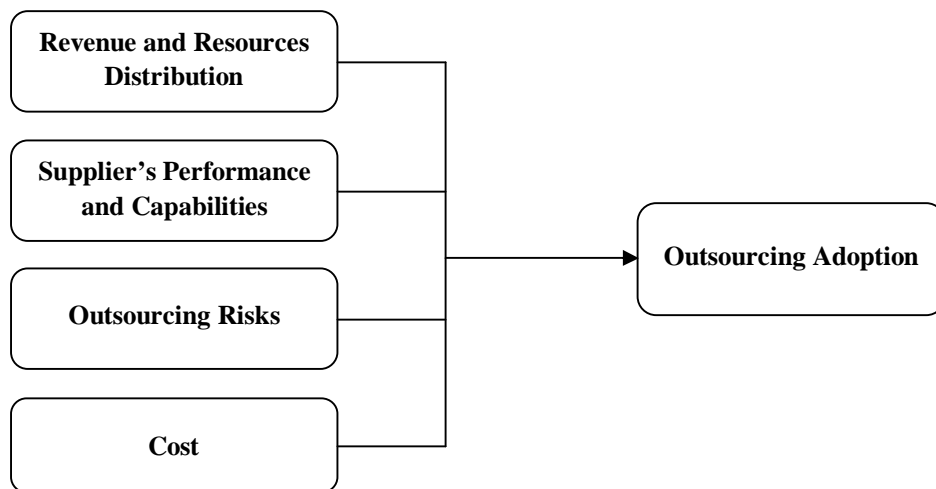 Revenue and Resources
Distribution
Supplier’s Performance
and Capabilities
Outsourcing Risks
Cost
Outsourcing Adoption